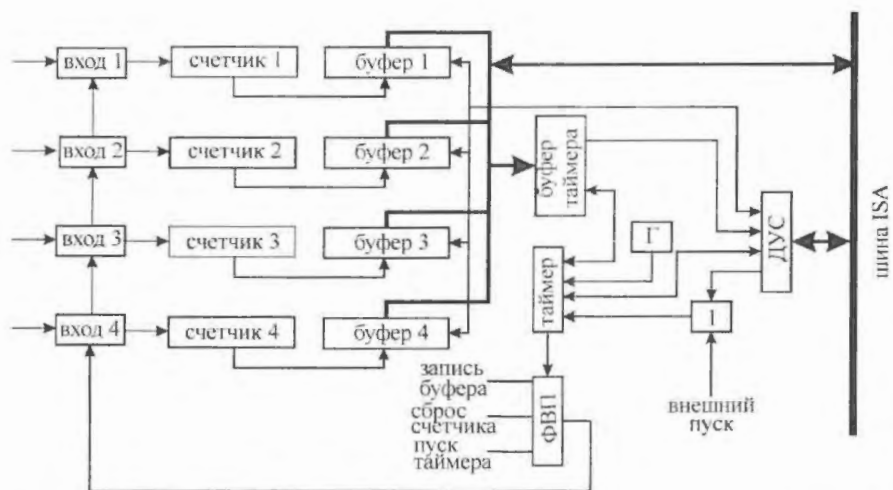 вход 1
счетчик 1
буфер 1
вход 2
счетчик 2
буфер 2
буфер
таймера
вход 3
счетчик 3
буфер 3
Г
ДУС
шина ISA
таймер
вход 4
счетчик 4
буфер 4
1
запись
буфера
сброс
счетчика
пуск
таймера
ФВП
внешний
пуск